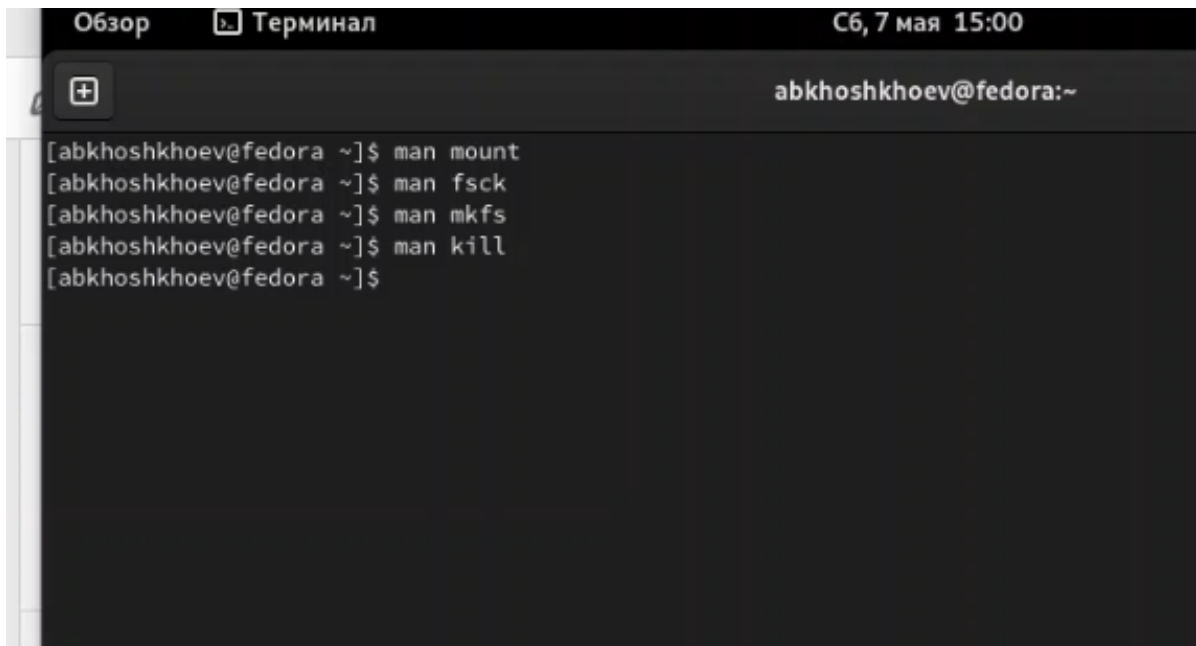 Обзор Терминал Сб, 7 мая 15:00
abkhoshkhoev@fedora:~
[abkhoshkhoev@fedora ~]$ man mount
[abkhoshkhoev@fedora ~]$ man fsck
[abkhoshkhoev@fedora ~]$ man mkfs
[abkhoshkhoev@fedora ~]$ man kill
[abkhoshkhoev@fedora ~]$